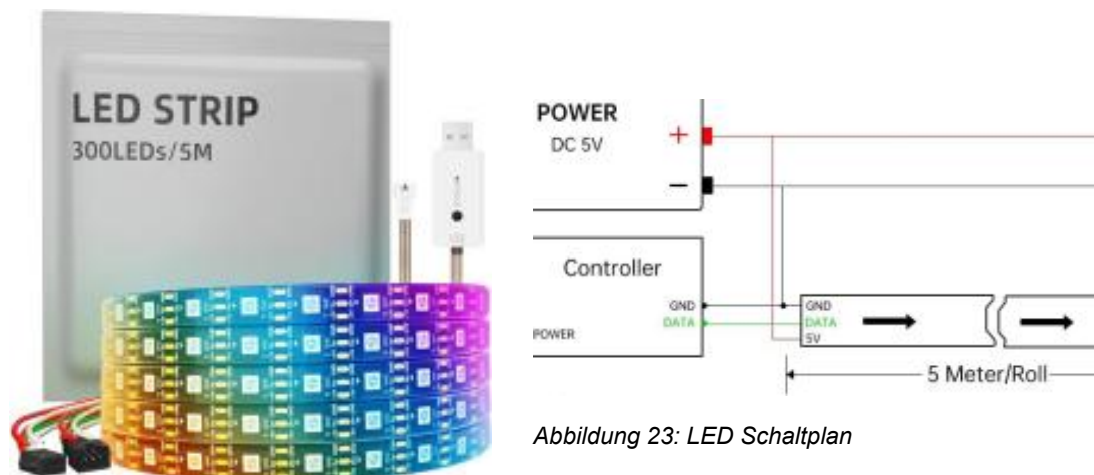 LED STRIP
300LEDs/5M
POWER
DC 5V
+
−
Controller
GND
DATA
POWER
GND
DATA
5V
5 Meter/Roll
Abbildung 23: LED Schaltplan